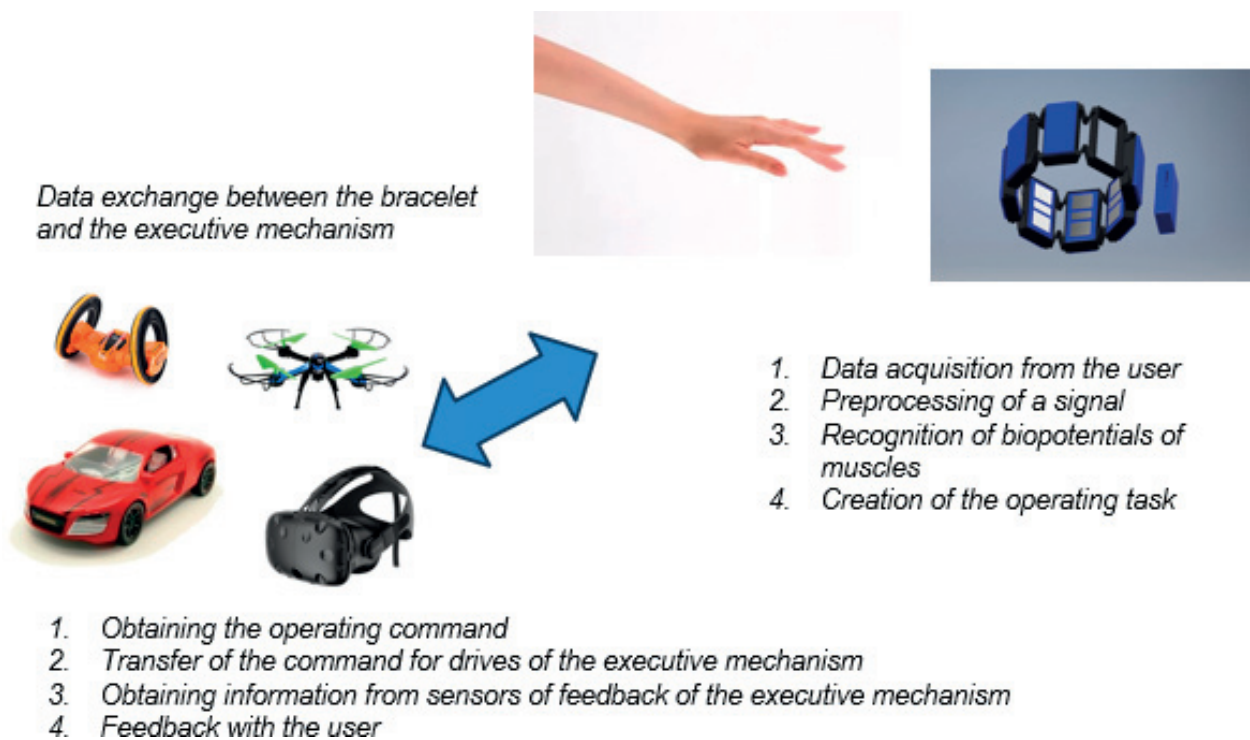 Data exchange between the bracelet
and the executive mechanism
1. Data acquisition from the user
2. Preprocessing of a signal
3. Recognition of biopotentials of
muscles
4. Creation of the operating task
1. Obtaining the operating command
2. Transfer of the command for drives of the executive mechanism
3. Obtaining information from sensors of feedback of the executive mechanism
4. Feedback with the user